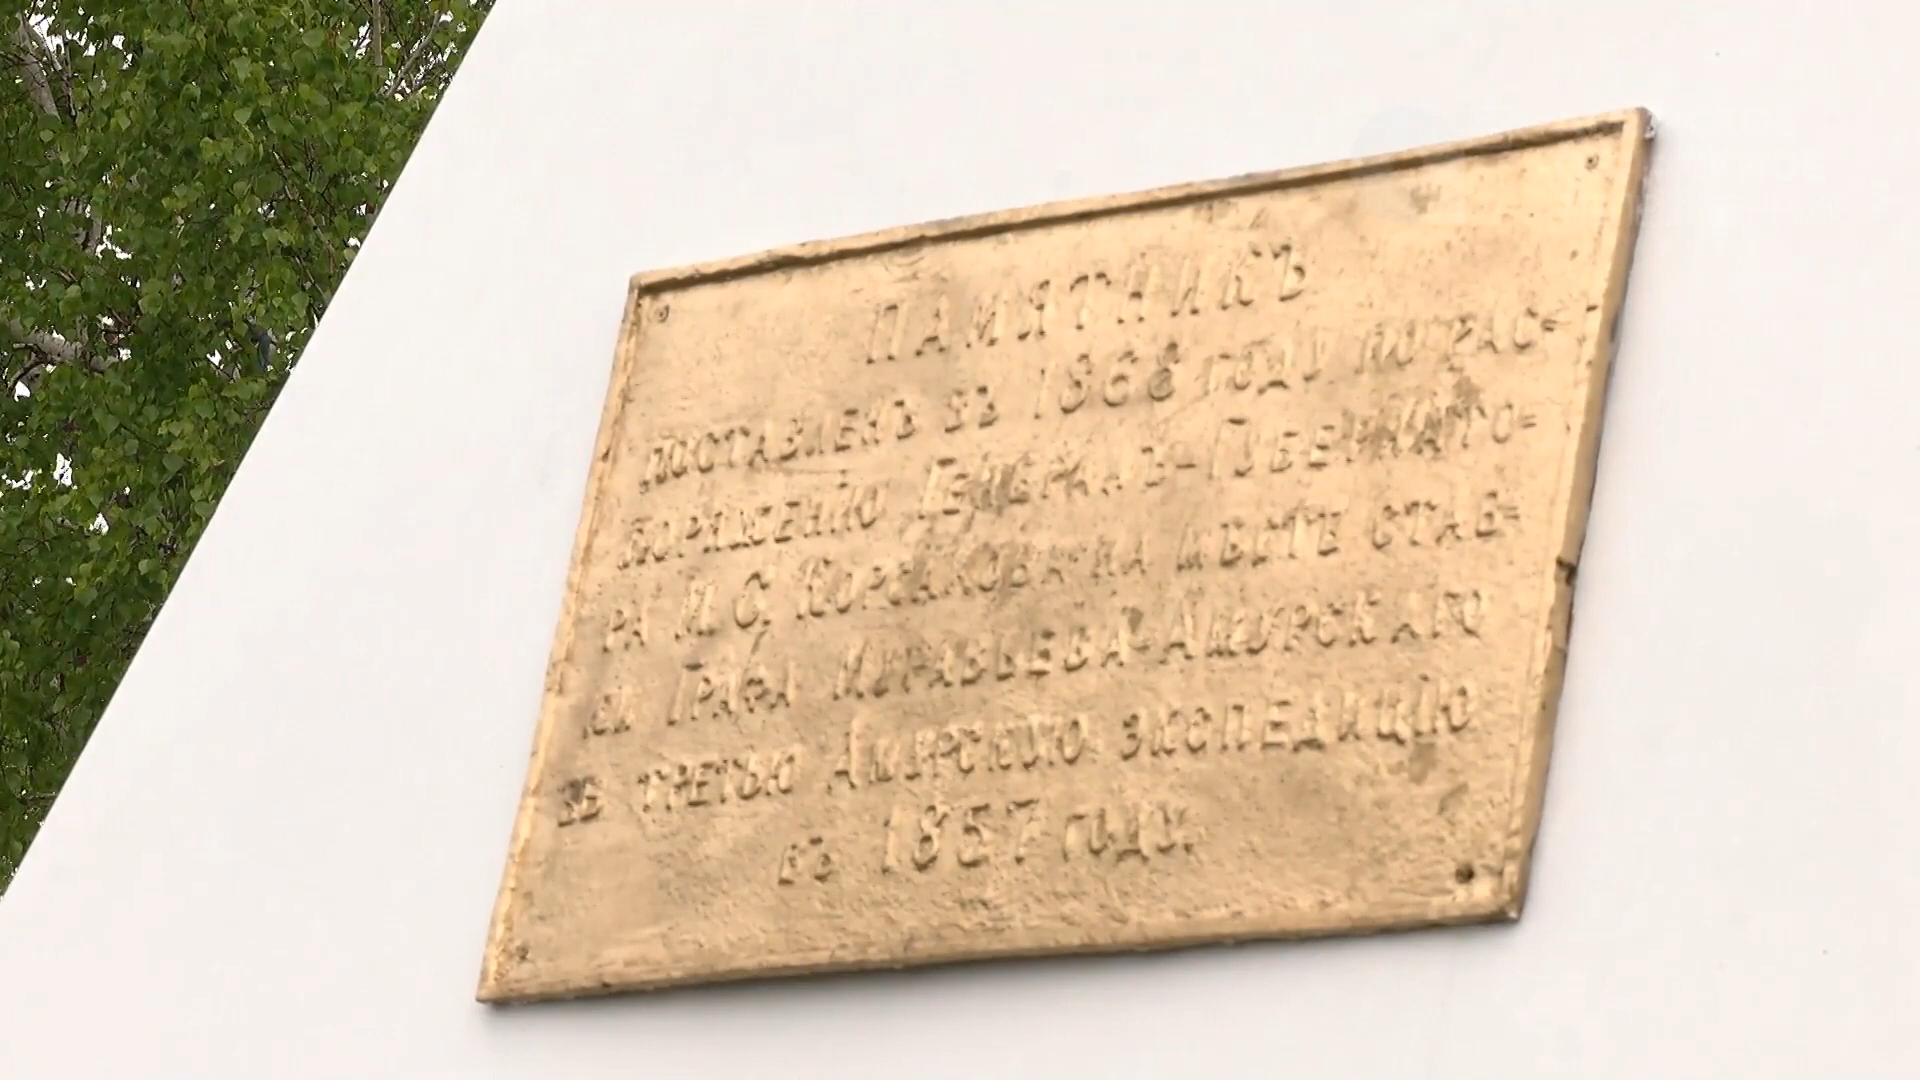 ПАМЯТНИКЪ
ПОСТАВЛЕНЪ ВЪ 1868 ГОДУ ПО РАС=
ПОРЯЖЕНІЮ ГЕНЕРАЛЪ-ГУБЕРНАТО=
РА М. С. КОРСАКОВА НА МѢСТѢ СТАВ=
КИ ГРАФА МУРАВЬЕВА-АМУРСКАГО
ВЪ ТРЕТЬЮ АМУРСКУЮ ЭКСПЕДИЦІЮ
ВЪ 1857 ГОДУ.